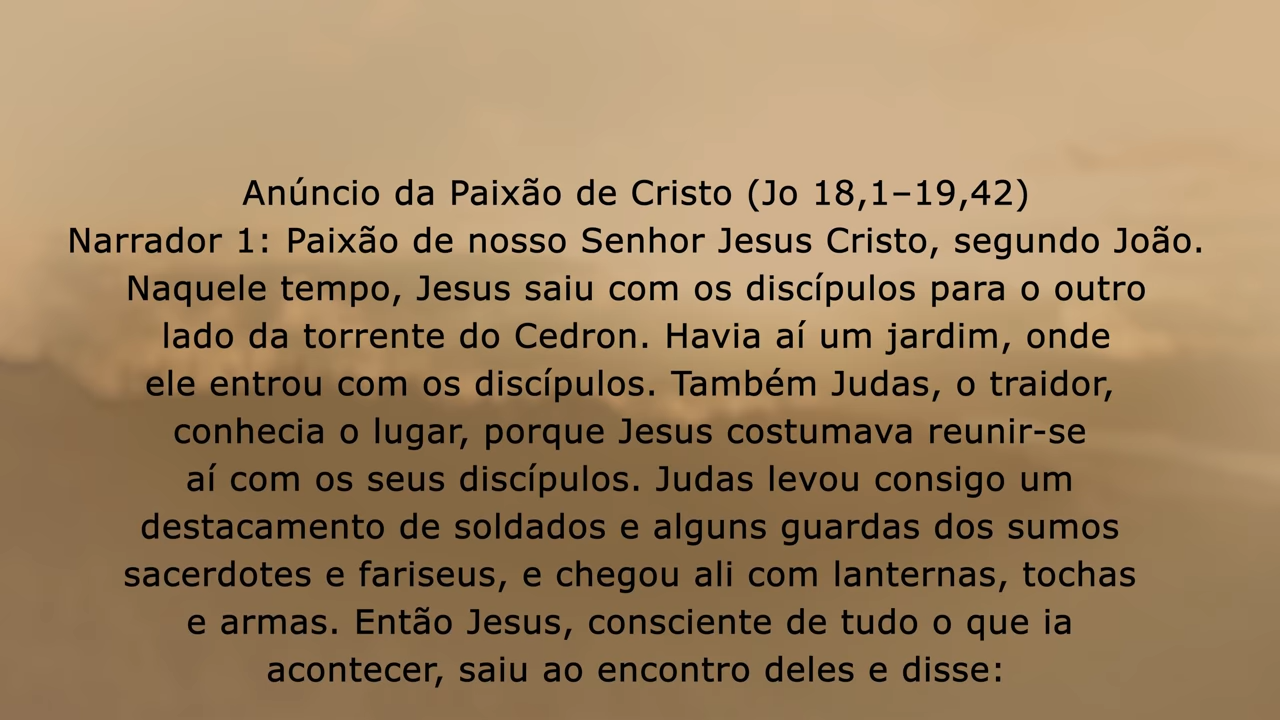 Anúncio da Paixão de Cristo (Jo 18,1–19,42)
Narrador 1: Paixão de nosso Senhor Jesus Cristo, segundo João.
Naquele tempo, Jesus saiu com os discípulos para o outro
lado da torrente do Cedron. Havia aí um jardim, onde
ele entrou com os discípulos. Também Judas, o traidor,
conhecia o lugar, porque Jesus costumava reunir-se
aí com os seus discípulos. Judas levou consigo um
destacamento de soldados e alguns guardas dos sumos
sacerdotes e fariseus, e chegou ali com lanternas, tochas
e armas. Então Jesus, consciente de tudo o que ia
acontecer, saiu ao encontro deles e disse: